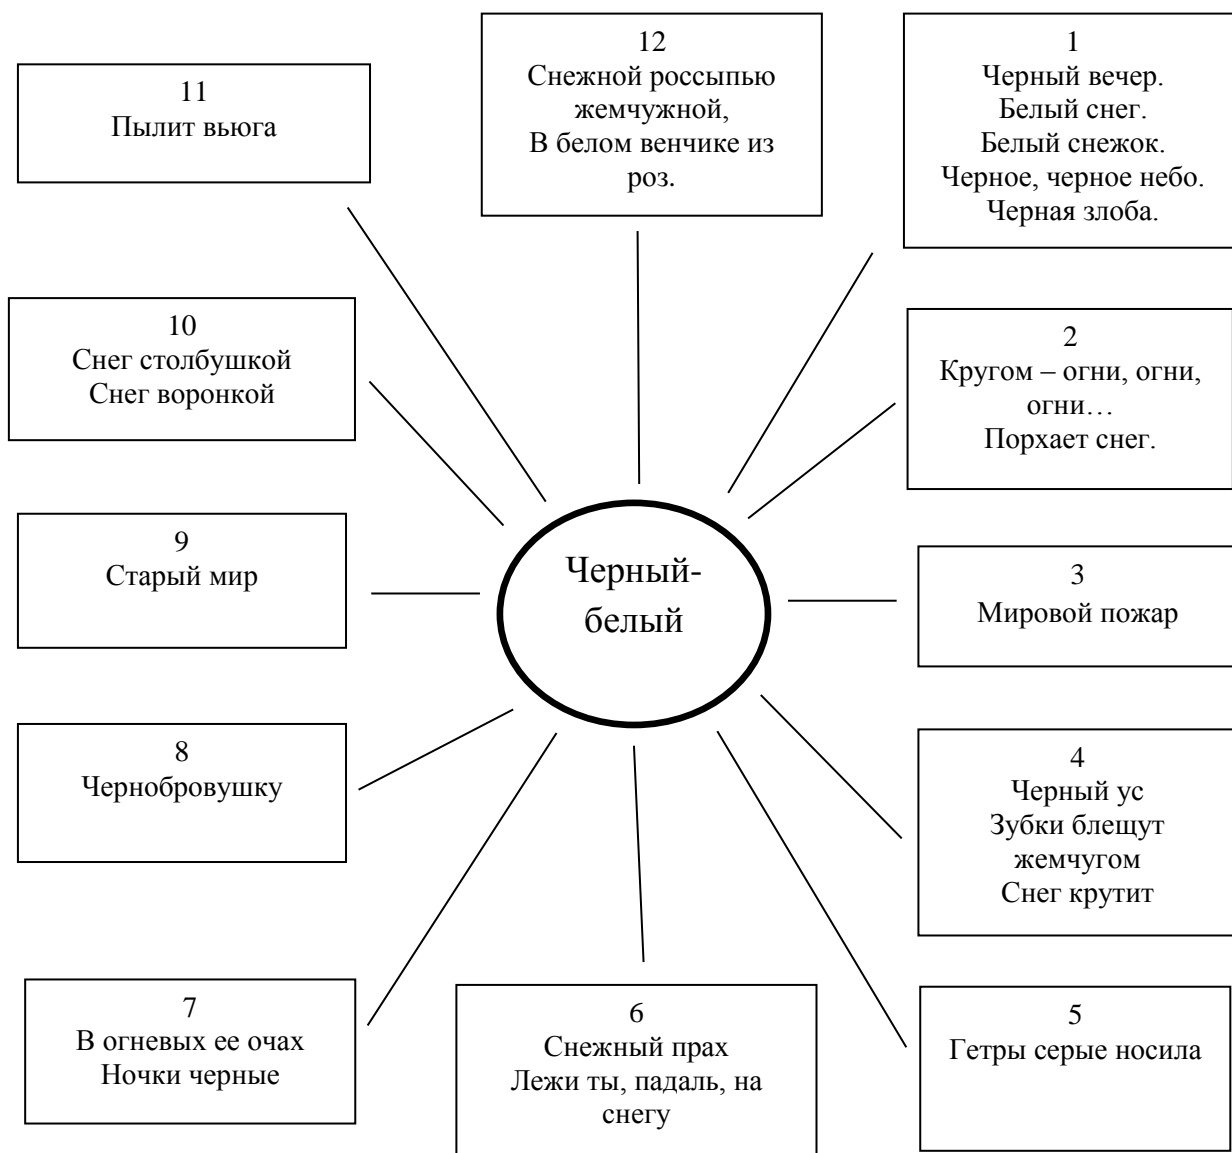 12
Снежной россыпью
жемчужной,
В белом венчике из
роз.
1
Черный вечер.
Белый снег.
Белый снежок.
Черное, черное небо.
Черная злоба.
11
Пылит вьюга
10
Снег столбушкой
Снег воронкой
2
Кругом – огни, огни,
огни…
Порхает снег.
9
Старый мир
Черный-
белый
3
Мировой пожар
8
Чернобровушку
4
Черный ус
Зубки блещут
жемчугом
Снег крутит
7
В огневых ее очах
Ночки черные
6
Снежный прах
Лежи ты, падаль, на
снегу
5
Гетры серые носила